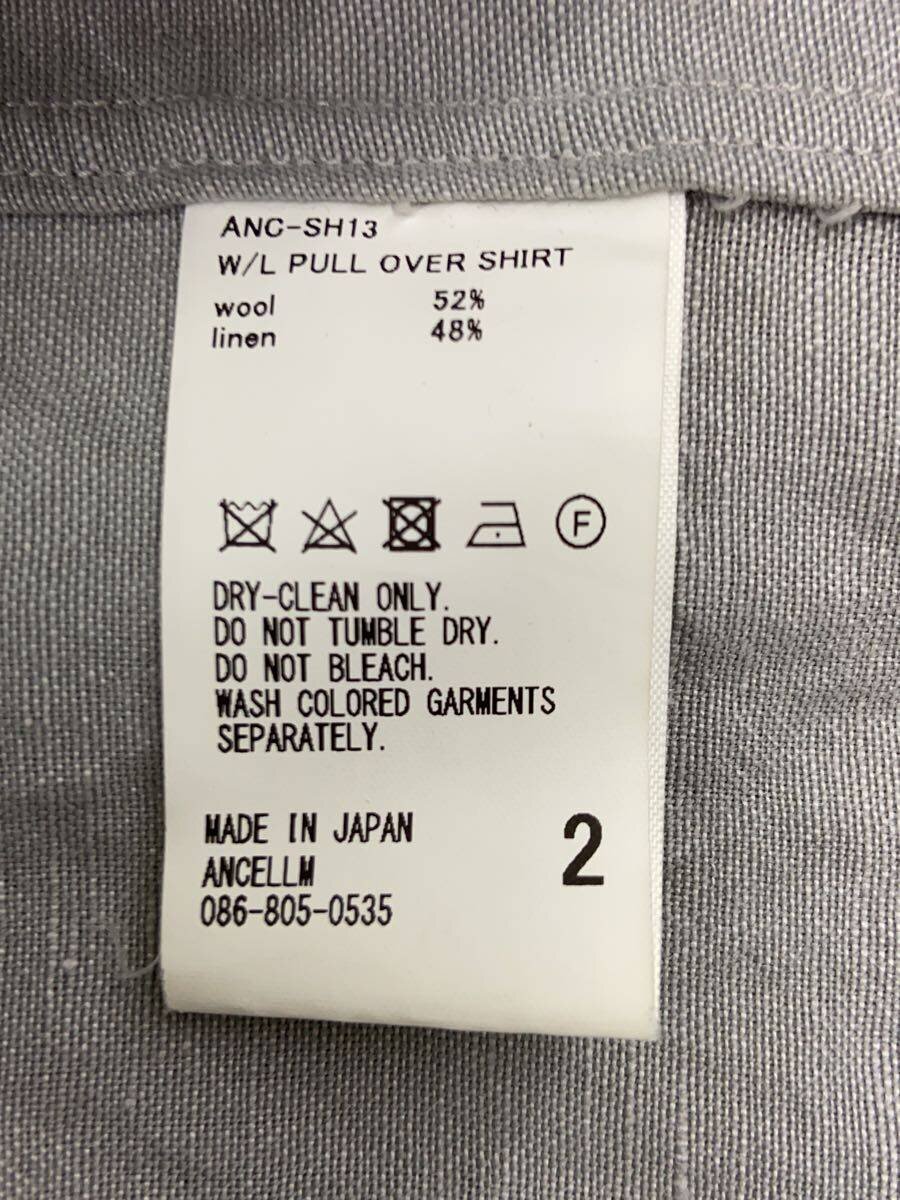 ANC-SH13
W/L PULL OVER SHIRT
wool 52%
linen 48%
F
DRY-CLEAN ONLY.
DO NOT TUMBLE DRY.
DO NOT BLEACH.
WASH COLORED GARMENTS
SEPARATELY.
MADE IN JAPAN
ANCELLM
086-805-0535
2